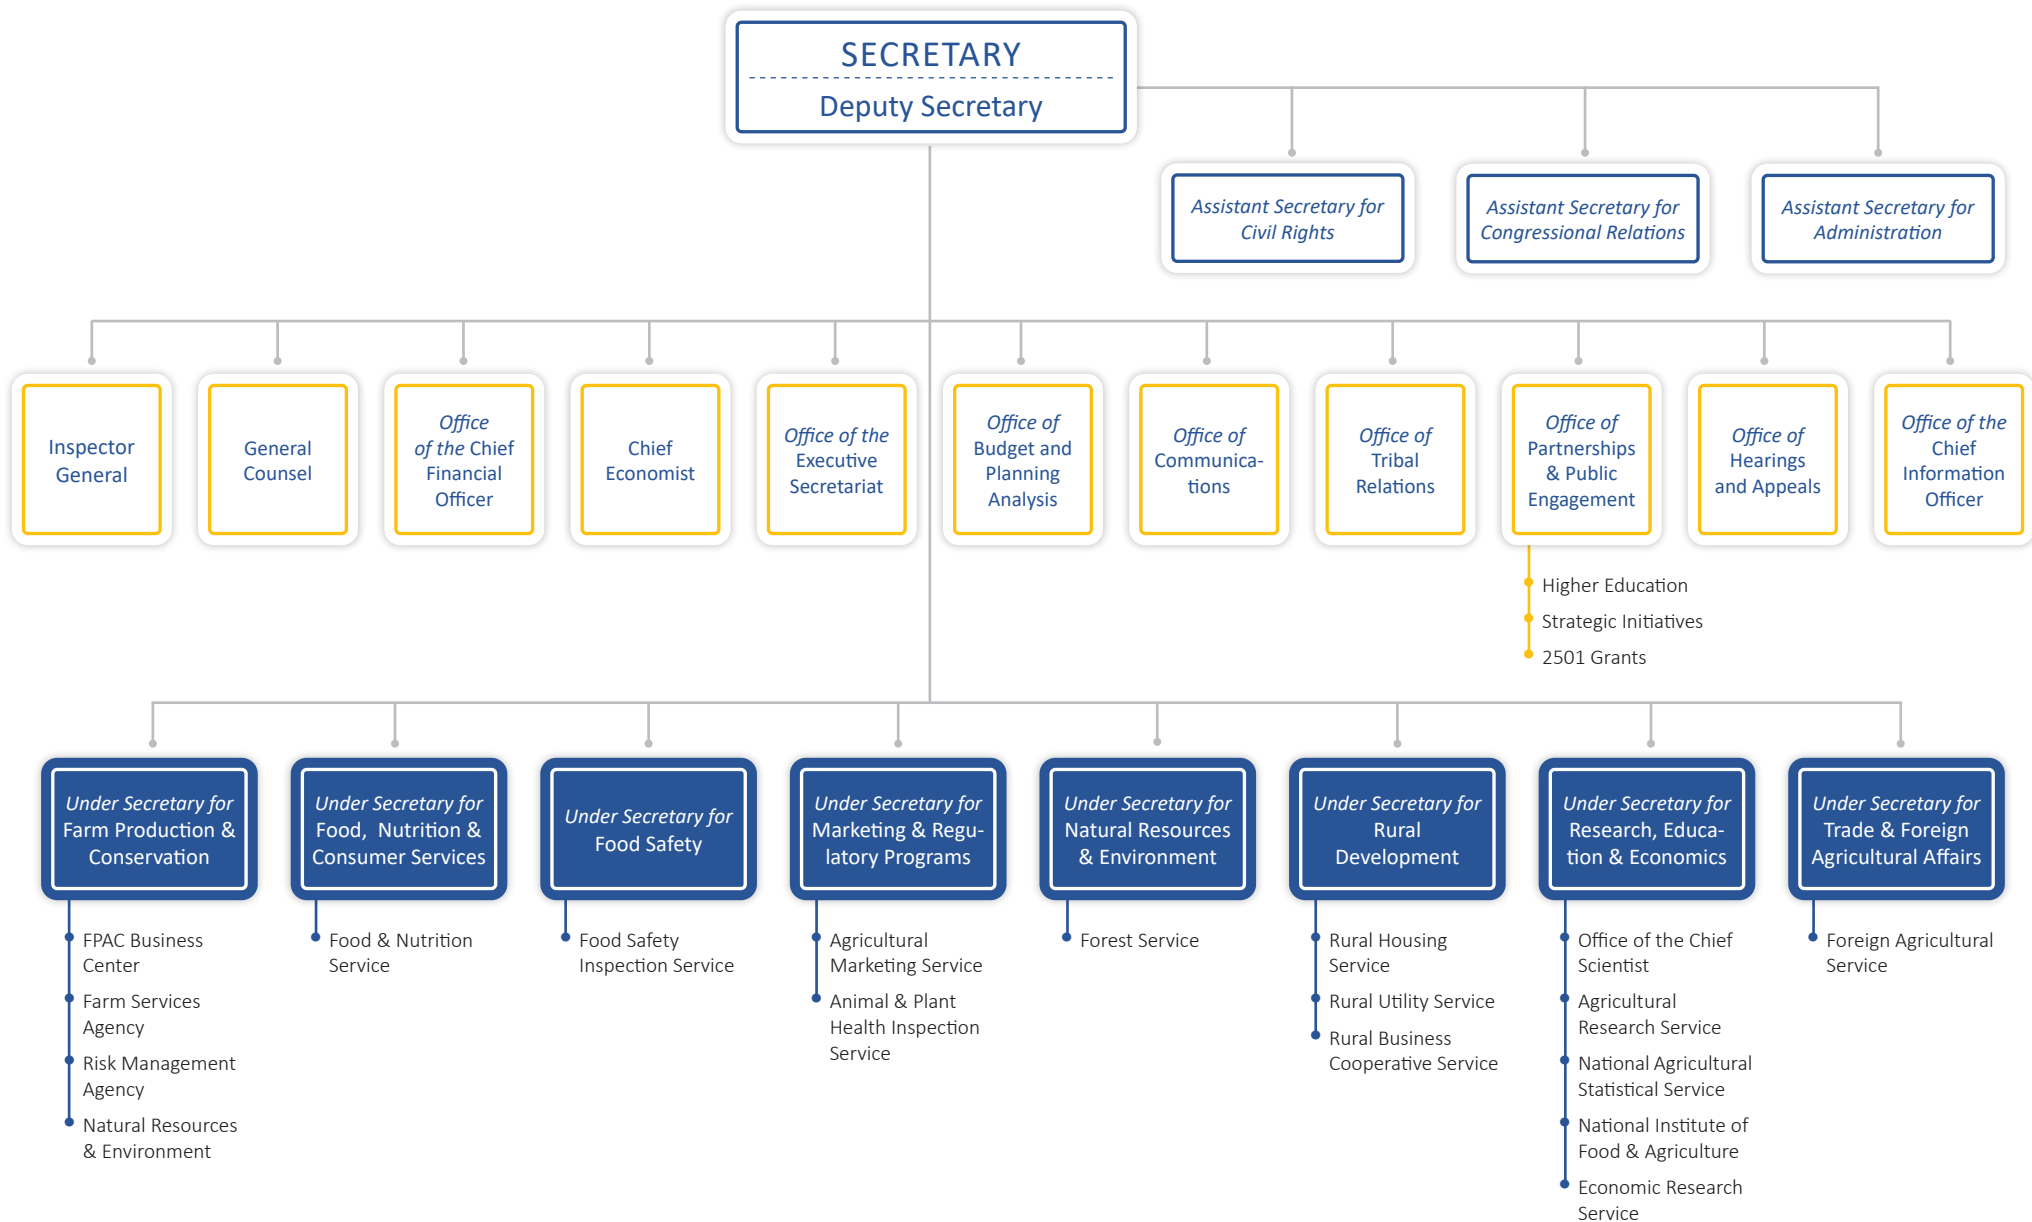 SECRETARY
Deputy Secretary
Assistant Secretary for
Civil Rights
Assistant Secretary for
Congressional Relations
Assistant Secretary for
Administration
Inspector
General
General
Counsel
Office
of the Chief
Financial
Officer
Chief
Economist
Office of the
Executive
Secretariat
Office of
Budget and
Planning
Analysis
Office of
Communica-
tions
Office of
Tribal
Relations
Office of
Partnerships
& Public
Engagement
Office of
Hearings
and Appeals
Office of the
Chief
Information
Officer
Higher Education
Strategic Initiatives
2501 Grants
Under Secretary for
Farm Production &
Conservation
Under Secretary for
Food, Nutrition &
Consumer Services
Under Secretary for
Food Safety
Under Secretary for
Marketing & Regu-
latory Programs
Under Secretary for
Natural Resources
& Environment
Under Secretary for
Rural
Development
Under Secretary for
Research, Educa-
tion & Economics
Under Secretary for
Trade & Foreign
Agricultural Affairs
FPAC Business
Center
Farm Services
Agency
Risk Management
Agency
Natural Resources
& Environment
Food & Nutrition
Service
Food Safety
Inspection Service
Agricultural
Marketing Service
Animal & Plant
Health Inspection
Service
Forest Service
Rural Housing
Service
Rural Utility Service
Rural Business
Cooperative Service
Office of the Chief
Scientist
Agricultural
Research Service
National Agricultural
Statistical Service
National Institute of
Food & Agriculture
Economic Research
Service
Foreign Agricultural
Service